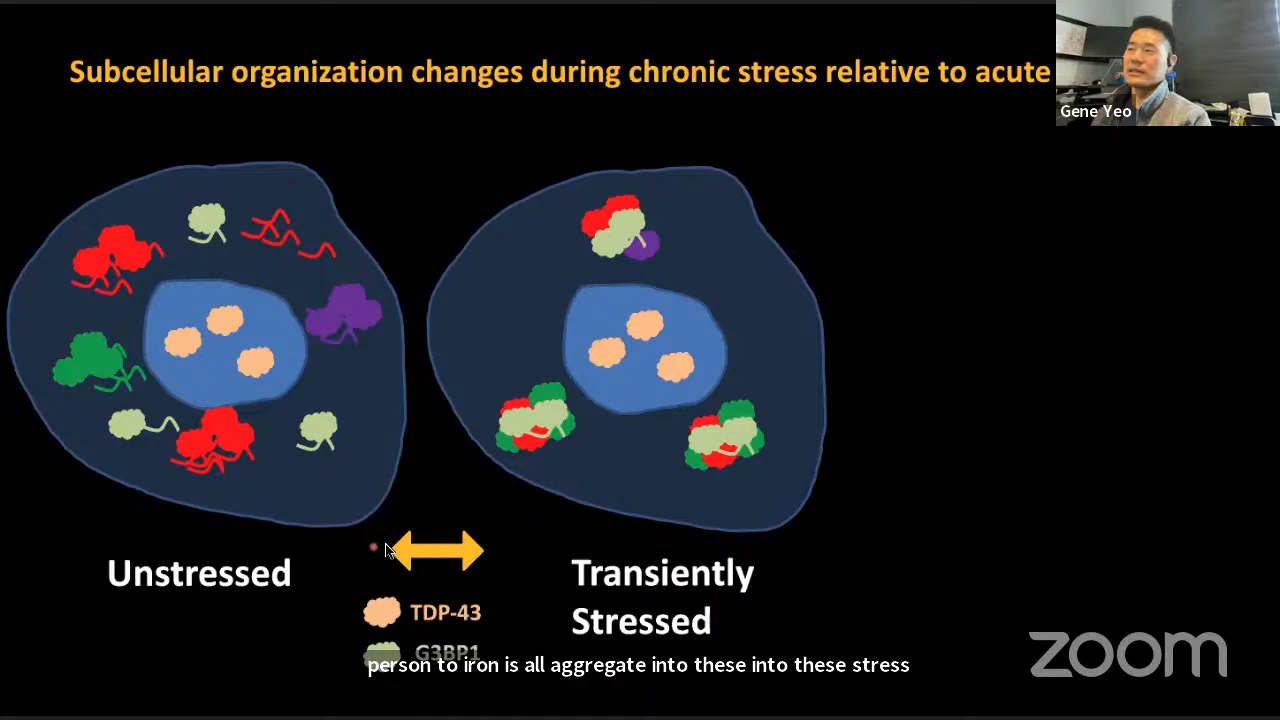 Subcellular organization changes during chronic stress relative to acute
Gene Yeo
Unstressed
Transiently
Stressed
TDP-43
G3BP1
person to iron is all aggregate into these into these stress
zoom